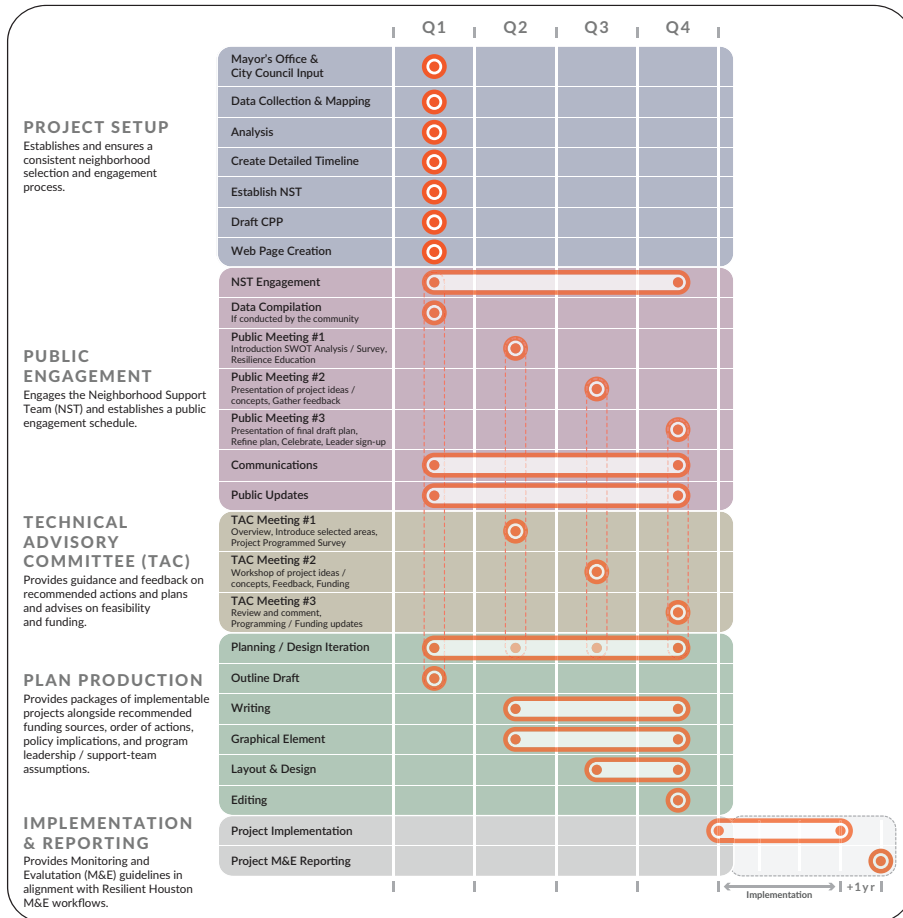 Q1 Q2 Q3 Q4
PROJECT SETUP
Establishes and ensures a
consistent neighborhood
selection and engagement
process.
Mayor's Office &
City Council Input
Data Collection & Mapping
Analysis
Create Detailed Timeline
Establish NST
Draft CPP
Web Page Creation
PUBLIC
ENGAGEMENT
Engages the Neighborhood Support
Team (NST) and establishes a public
engagement schedule.
NST Engagement
Data Compilation
If conducted by the community
Public Meeting #1
Introduction SWOT Analysis / Survey,
Resilience Education
Public Meeting #2
Presentation of project ideas /
concepts, Gather feedback
Public Meeting #3
Presentation of final draft plan,
Refine plan, Celebrate, Leader sign-up
Communications
Public Updates
TECHNICAL
ADVISORY
COMMITTEE (TAC)
Provides guidance and feedback on
recommended actions and plans
and advises on feasibility
and funding.
TAC Meeting #1
Overview, Introduce selected areas,
Project Programmed Survey
TAC Meeting #2
Workshop of project ideas /
concepts, Feedback, Funding
TAC Meeting #3
Review and comment,
Programming / Funding updates
PLAN PRODUCTION
Provides packages of implementable
projects alongside recommended
funding sources, order of actions,
policy implications, and program
leadership / support-team
assumptions.
Planning / Design Iteration
Outline Draft
Writing
Graphical Element
Layout & Design
Editing
IMPLEMENTATION
& REPORTING
Provides Monitoring and
Evalutation (M&E) guidelines in
alignment with Resilient Houston
M&E workflows.
Project Implementation
Project M&E Reporting
Implementation
+1yr